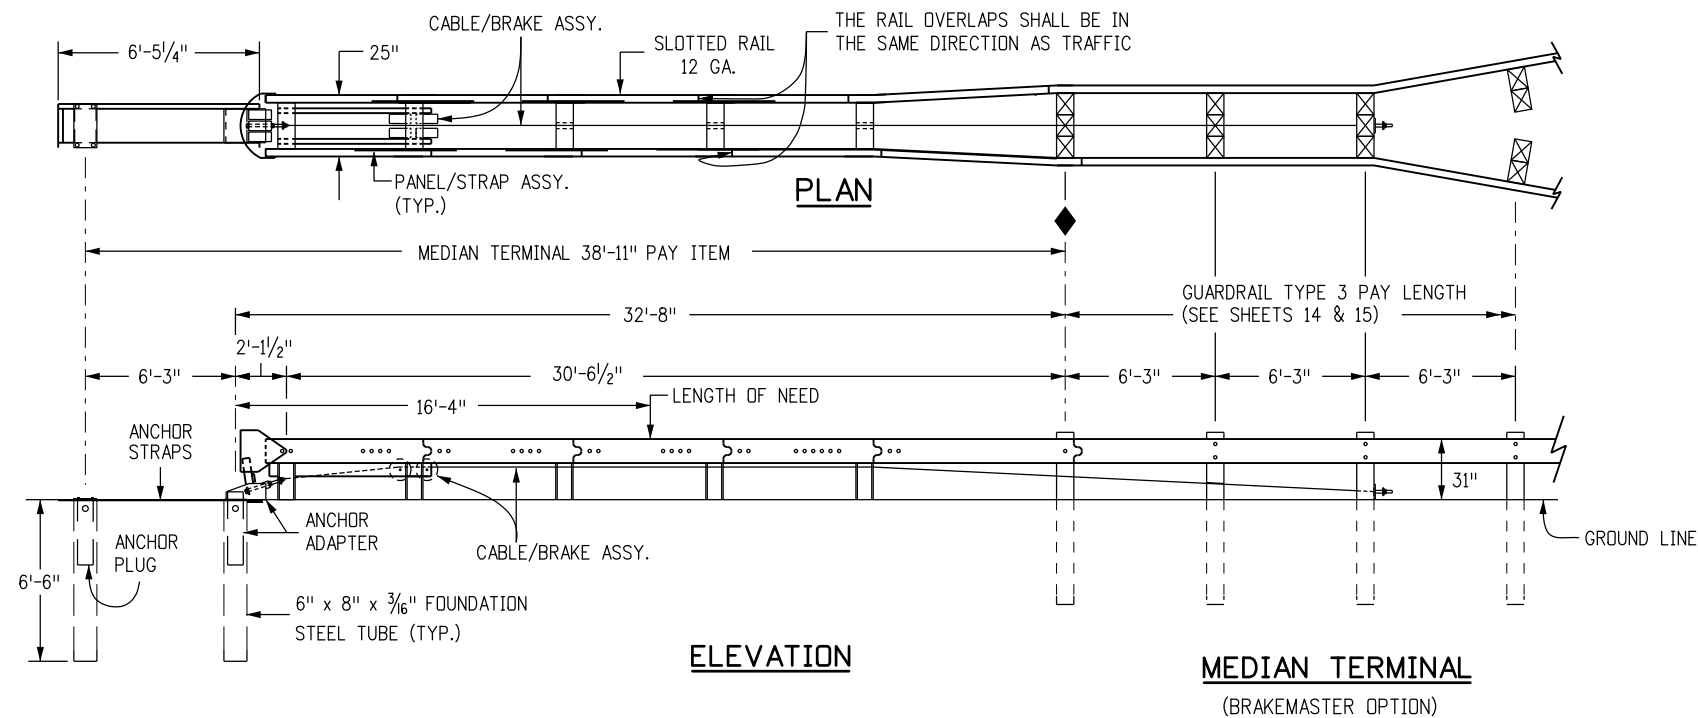 CABLE/BRAKE ASSY.
THE RAIL OVERLAPS SHALL BE IN
THE SAME DIRECTION AS TRAFFIC
6'-5 1/4"
25"
SLOTTED RAIL
12 GA.
PANEL/STRAP ASSY.
(TYP.)
PLAN
MEDIAN TERMINAL 38'-11" PAY ITEM
GUARDRAIL TYPE 3 PAY LENGTH
(SEE SHEETS 14 & 15)
32'-8"
2'-1 1/2"
6'-3"
30'-6 1/2"
6'-3"
6'-3"
6'-3"
16'-4"
LENGTH OF NEED
ANCHOR
STRAPS
31"
ANCHOR
ADAPTER
ANCHOR
PLUG
CABLE/BRAKE ASSY.
GROUND LINE
6'-6"
6" x 8" x 3/16" FOUNDATION
STEEL TUBE (TYP.)
ELEVATION
MEDIAN TERMINAL
(BRAKEMASTER OPTION)